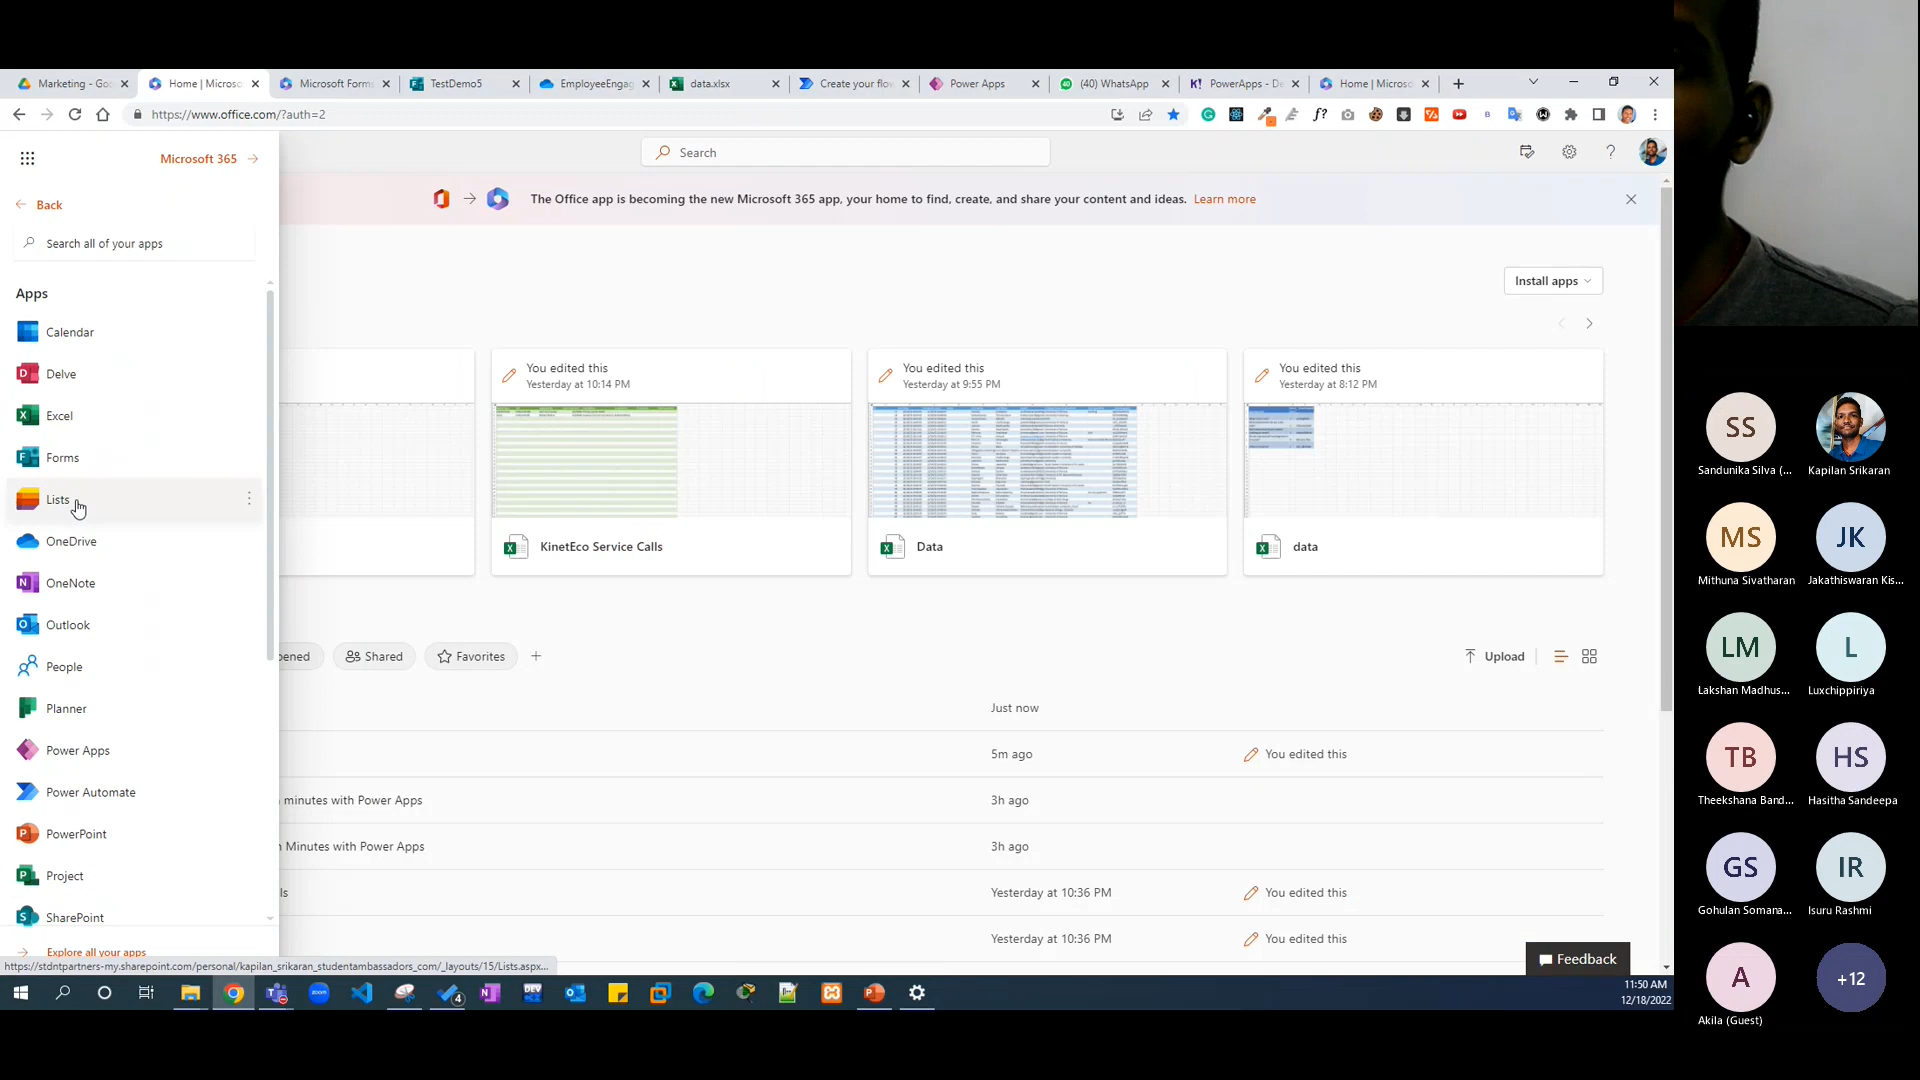 Marketing - Goo
Home | Microso
Microsoft Forms
TestDemo5
EmployeeEngag
data.xlsx
Create your flow
Power Apps
(40) WhatsApp
PowerApps - De
Home | Microso
https://www.office.com/?auth=2
Microsoft 365
Search
Back
The Office app is becoming the new Microsoft 365 app, your home to find, create, and share your content and ideas. Learn more
Search all of your apps
Install apps
Apps
Calendar
Delve
Excel
Forms
Lists
OneDrive
OneNote
Outlook
People
Planner
Power Apps
Power Automate
PowerPoint
Project
SharePoint
Explore all your apps
You edited this
Yesterday at 10:14 PM
KinetEco Service Calls
You edited this
Yesterday at 9:55 PM
Data
You edited this
Yesterday at 8:12 PM
data
pened
Shared
Favorites
Upload
Just now
5m ago
You edited this
minutes with Power Apps
3h ago
Minutes with Power Apps
3h ago
ls
Yesterday at 10:36 PM
You edited this
Yesterday at 10:36 PM
You edited this
Feedback
https://stdntpartners-my.sharepoint.com/personal/kapilan_srikaran_studentambassadors_com/_layouts/15/Lists.aspx...
11:50 AM
12/18/2022
SS
Sandunika Silva (...
Kapilan Srikaran
MS
Mithuna Sivatharan
JK
Jakathiswaran Kis...
LM
Lakshan Madhus...
L
Luxchippiriya
TB
Theekshana Band...
HS
Hasitha Sandeepa
GS
Gohulan Somana...
IR
Isuru Rashmi
A
Akila (Guest)
+12